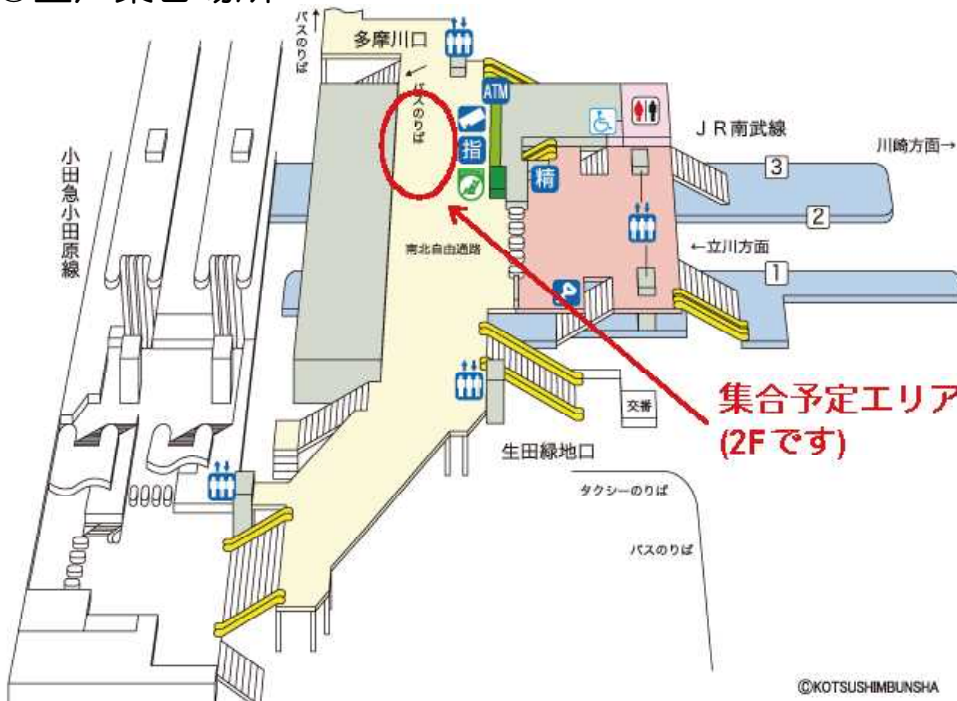 バスのりば
多摩川口
バスのりば
ATM
指
精
JR南武線
川崎方面→
3
2
←立川方面
1
小田急小田原線
南北自由通路
交番
集合予定エリア
(2Fです)
生田緑地口
タクシーのりば
バスのりば
©KOTSUSHIMBUNSHA